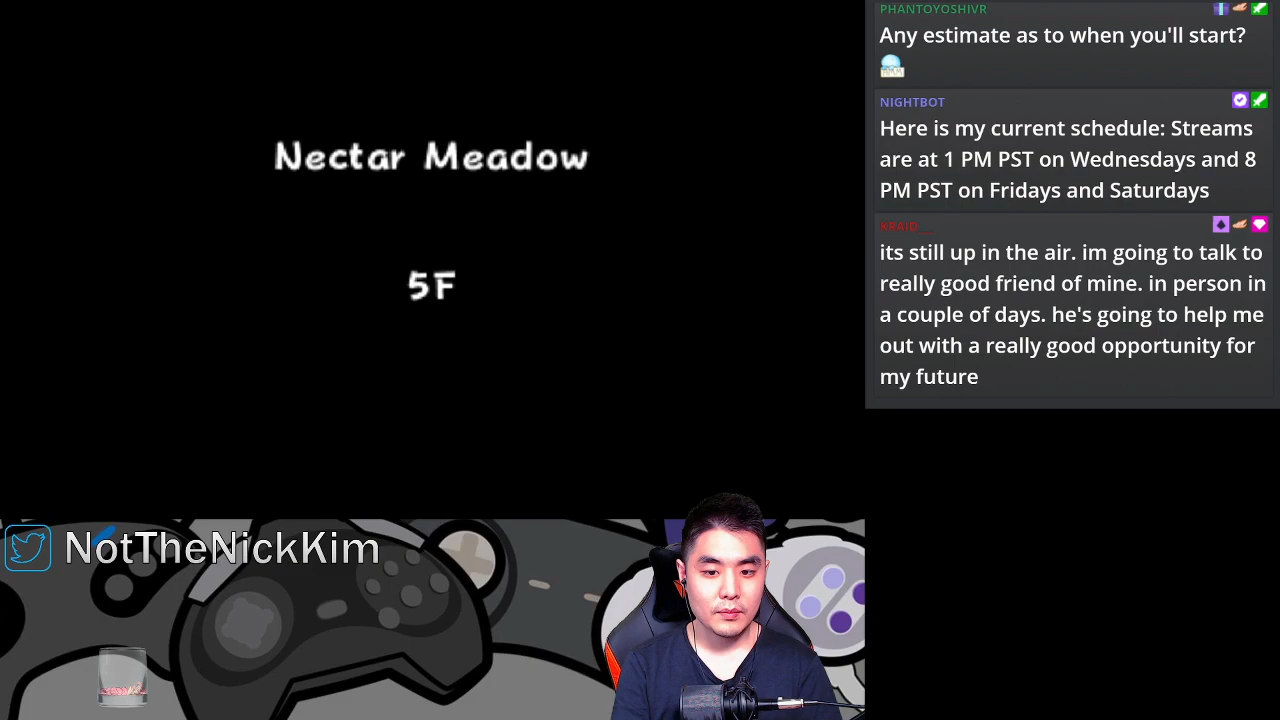 Nectar Meadow
5F
PHANTOYOSHIVR
Any estimate as to when you'll start?
NIGHTBOT
Here is my current schedule: Streams
are at 1 PM PST on Wednesdays and 8
PM PST on Fridays and Saturdays
KRAID__
its still up in the air. im going to talk to
really good friend of mine. in person in
a couple of days. he's going to help me
out with a really good opportunity for
my future
NotTheNickKim